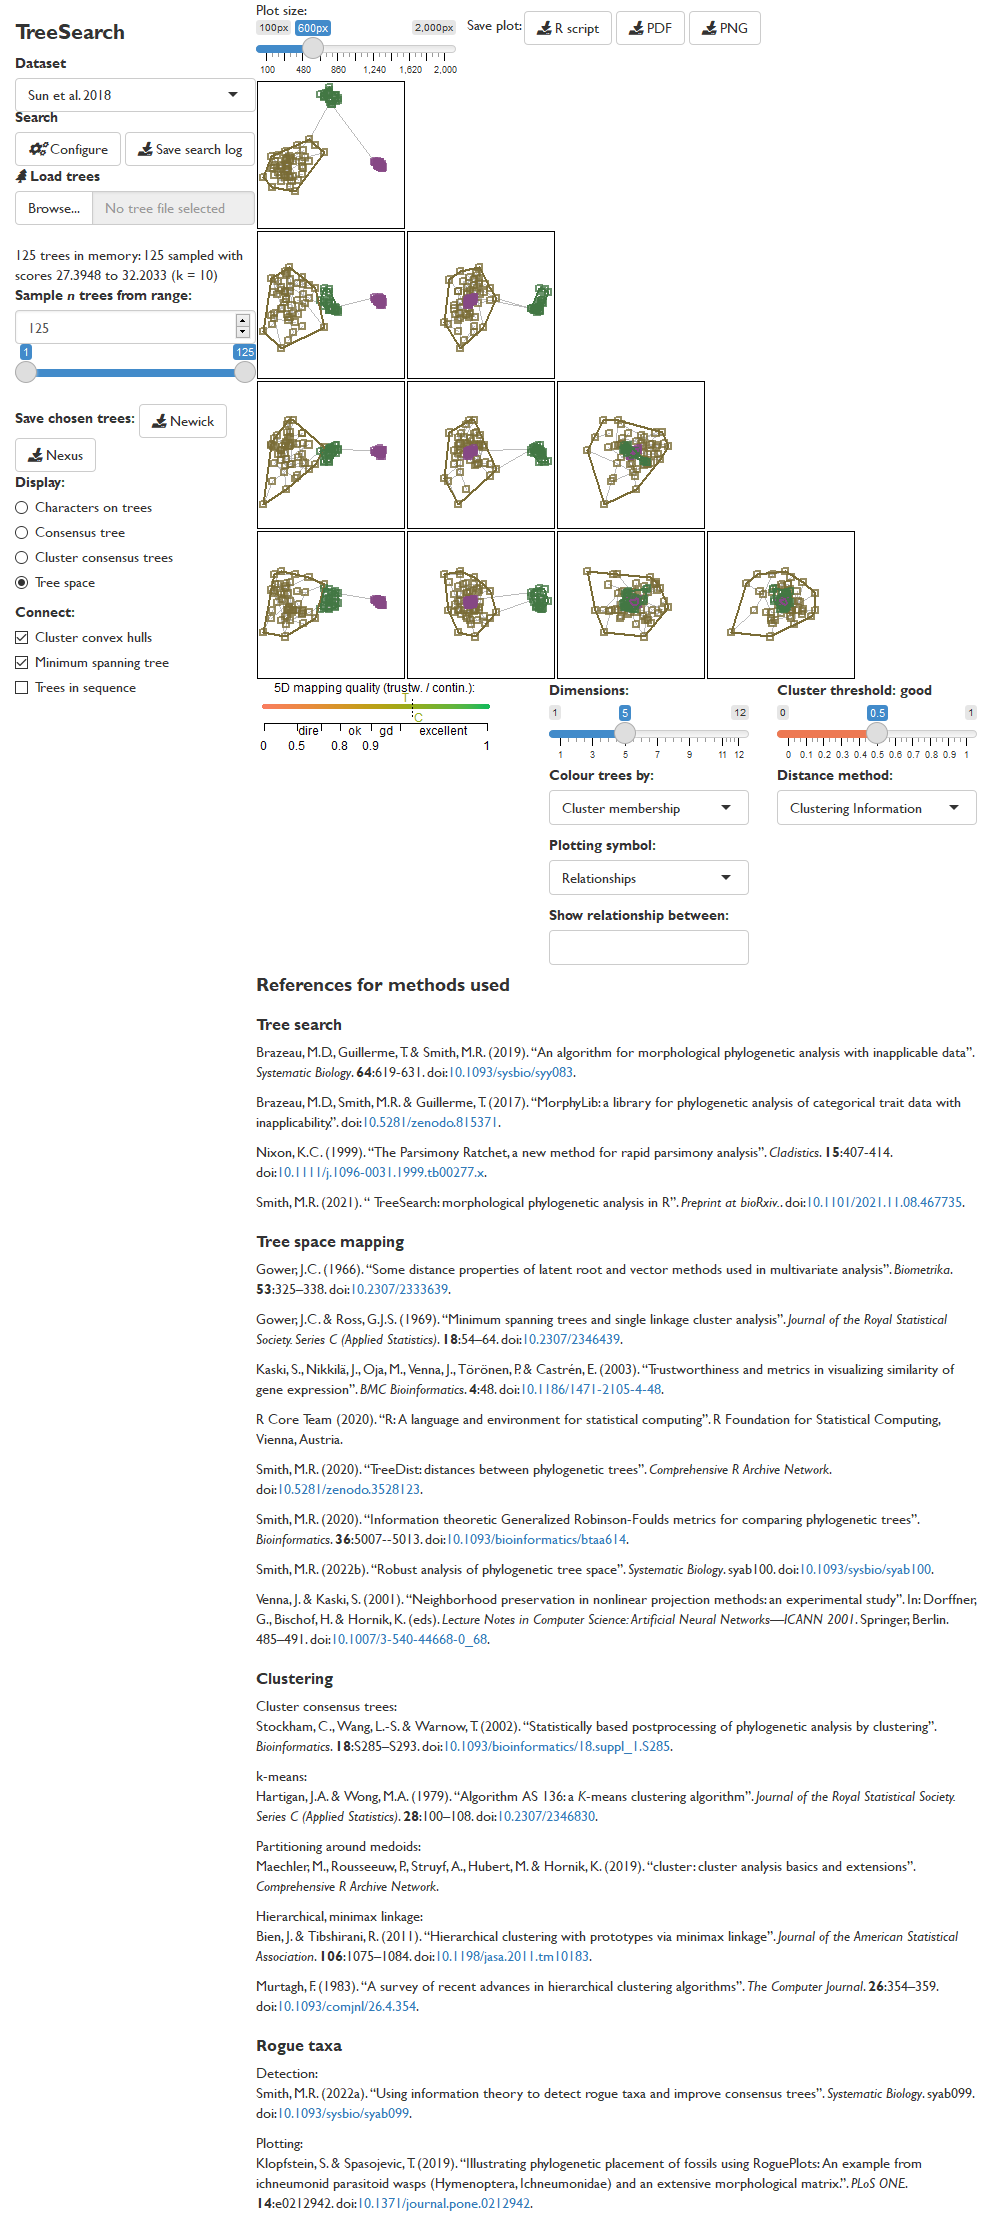 TreeSearch
Dataset
Sun et al. 2018
Search
Configure
Save search log
Load trees
Browse... No tree file selected
125 trees in memory: 125 sampled with
scores 27.3948 to 32.2033 (k = 10)
Sample n trees from range:
125
1 125
Save chosen trees: Newick
Nexus
Display:
Characters on trees
Consensus tree
Cluster consensus trees
Tree space
Connect:
Cluster convex hulls
Minimum spanning tree
Trees in sequence
Plot size:
100px 600px 2,000px
100 480 860 1,240 1,620 2,000
Save plot: R script PDF PNG
5D mapping quality (trustw. / contin.):
T
C
dire ok gd excellent
0 0.5 0.8 0.9 1
Dimensions:
1 5 12
1 3 5 7 9 11 12
Cluster threshold: good
0 0.5 1
0 0.1 0.2 0.3 0.4 0.5 0.6 0.7 0.8 0.9 1
Colour trees by:
Cluster membership
Distance method:
Clustering Information
Plotting symbol:
Relationships
Show relationship between:
References for methods used
Tree search
Brazeau, M.D., Guillerme, T. & Smith, M.R. (2019). “An algorithm for morphological phylogenetic analysis with inapplicable data”.
Systematic Biology. 64:619-631. doi:10.1093/sysbio/syy083.
Brazeau, M.D., Smith, M.R. & Guillerme, T. (2017). “MorphyLib: a library for phylogenetic analysis of categorical trait data with
inapplicability.”. doi:10.5281/zenodo.815371.
Nixon, K.C. (1999). “The Parsimony Ratchet, a new method for rapid parsimony analysis”. Cladistics. 15:407-414.
doi:10.1111/j.1096-0031.1999.tb00277.x.
Smith, M.R. (2021). “ TreeSearch: morphological phylogenetic analysis in R”. Preprint at bioRxiv.. doi:10.1101/2021.11.08.467735.
Tree space mapping
Gower, J.C. (1966). “Some distance properties of latent root and vector methods used in multivariate analysis”. Biometrika.
53:325–338. doi:10.2307/2333639.
Gower, J.C. & Ross, G.J.S. (1969). “Minimum spanning trees and single linkage cluster analysis”. Journal of the Royal Statistical
Society. Series C (Applied Statistics). 18:54–64. doi:10.2307/2346439.
Kaski, S., Nikkilä, J., Oja, M., Venna, J., Törönen, P. & Castrén, E. (2003). “Trustworthiness and metrics in visualizing similarity of
gene expression”. BMC Bioinformatics. 4:48. doi:10.1186/1471-2105-4-48.
R Core Team (2020). “R: A language and environment for statistical computing”. R Foundation for Statistical Computing,
Vienna, Austria.
Smith, M.R. (2020). “TreeDist: distances between phylogenetic trees”. Comprehensive R Archive Network.
doi:10.5281/zenodo.3528123.
Smith, M.R. (2020). “Information theoretic Generalized Robinson-Foulds metrics for comparing phylogenetic trees”.
Bioinformatics. 36:5007--5013. doi:10.1093/bioinformatics/btaa614.
Smith, M.R. (2022b). “Robust analysis of phylogenetic tree space”. Systematic Biology. syab100. doi:10.1093/sysbio/syab100.
Venna, J. & Kaski, S. (2001). “Neighborhood preservation in nonlinear projection methods: an experimental study”. In: Dorffner,
G., Bischof, H. & Hornik, K. (eds). Lecture Notes in Computer Science: Artificial Neural Networks—ICANN 2001. Springer, Berlin.
485–491. doi:10.1007/3-540-44668-0_68.
Clustering
Cluster consensus trees:
Stockham, C., Wang, L.-S. & Warnow, T. (2002). “Statistically based postprocessing of phylogenetic analysis by clustering”.
Bioinformatics. 18:S285–S293. doi:10.1093/bioinformatics/18.suppl_1.S285.
k-means:
Hartigan, J.A. & Wong, M.A. (1979). “Algorithm AS 136: a K-means clustering algorithm”. Journal of the Royal Statistical Society.
Series C (Applied Statistics). 28:100–108. doi:10.2307/2346830.
Partitioning around medoids:
Maechler, M., Rousseeuw, P., Struyf, A., Hubert, M. & Hornik, K. (2019). “cluster: cluster analysis basics and extensions”.
Comprehensive R Archive Network.
Hierarchical, minimax linkage:
Bien, J. & Tibshirani, R. (2011). “Hierarchical clustering with prototypes via minimax linkage”. Journal of the American Statistical
Association. 106:1075–1084. doi:10.1198/jasa.2011.tm10183.
Murtagh, F. (1983). “A survey of recent advances in hierarchical clustering algorithms”. The Computer Journal. 26:354–359.
doi:10.1093/comjnl/26.4.354.
Rogue taxa
Detection:
Smith, M.R. (2022a). “Using information theory to detect rogue taxa and improve consensus trees”. Systematic Biology. syab099.
doi:10.1093/sysbio/syab099.
Plotting:
Klopfstein, S. & Spasojevic, T. (2019). “Illustrating phylogenetic placement of fossils using RoguePlots: An example from
ichneumonid parasitoid wasps (Hymenoptera, Ichneumonidae) and an extensive morphological matrix.”. PLoS ONE.
14:e0212942. doi:10.1371/journal.pone.0212942.